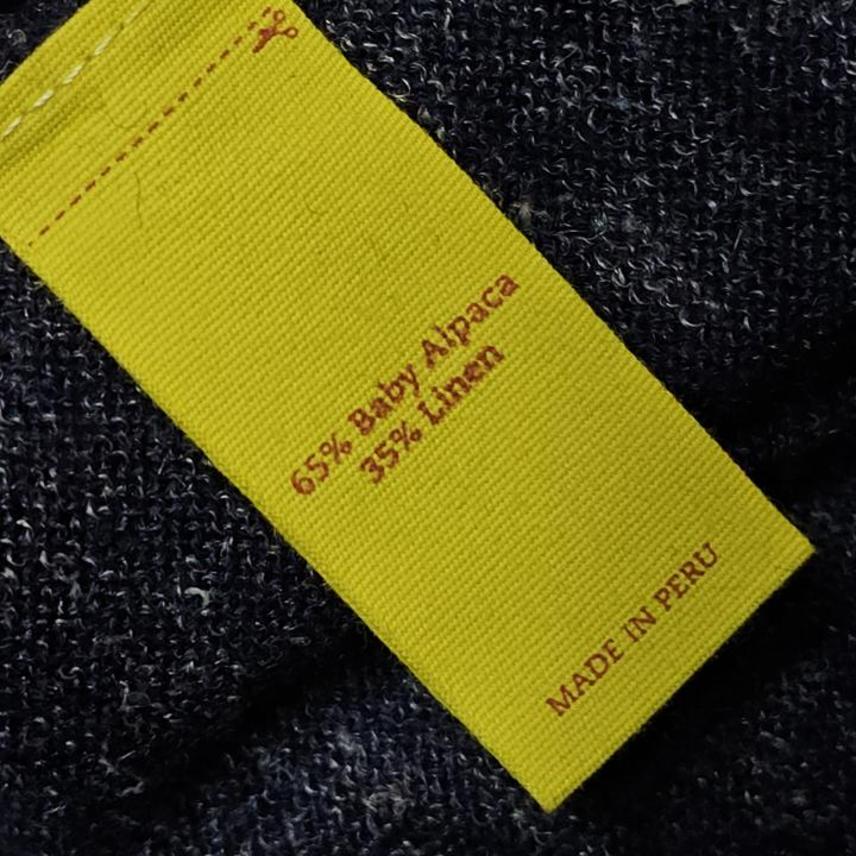 65% Baby Alpaca
35% Linen
MADE IN PERU